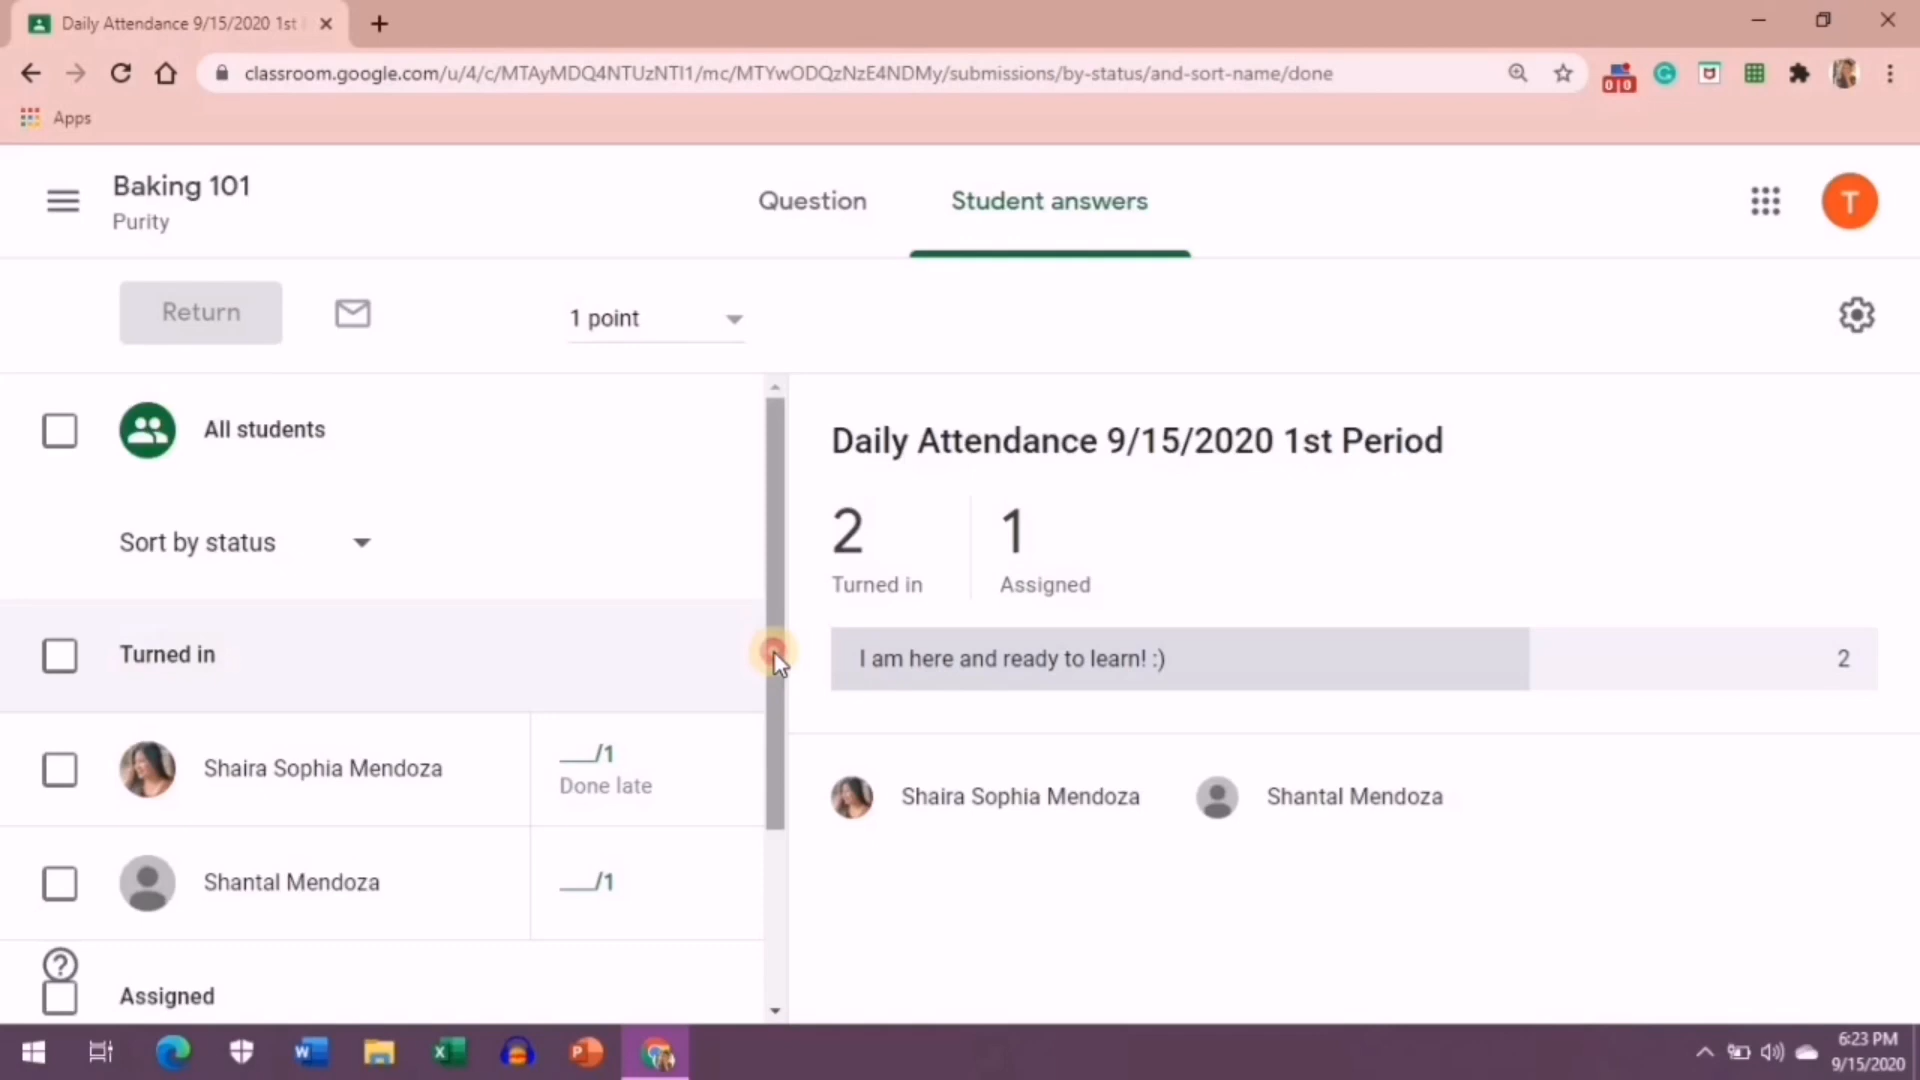 Daily Attendance 9/15/2020 1st
classroom.google.com/u/4/c/MTAyMDQ4NTUzNTI1/mc/MTYwODQzNzE4NDMy/submissions/by-status/and-sort-name/done
Apps
Baking 101
Purity
Question
Student answers
T
Return
1 point
All students
Sort by status
Turned in
Shaira Sophia Mendoza
___/1
Done late
Shantal Mendoza
___/1
Assigned
Daily Attendance 9/15/2020 1st Period
2
Turned in
1
Assigned
I am here and ready to learn! :)
2
Shaira Sophia Mendoza
Shantal Mendoza
6:23 PM
9/15/2020